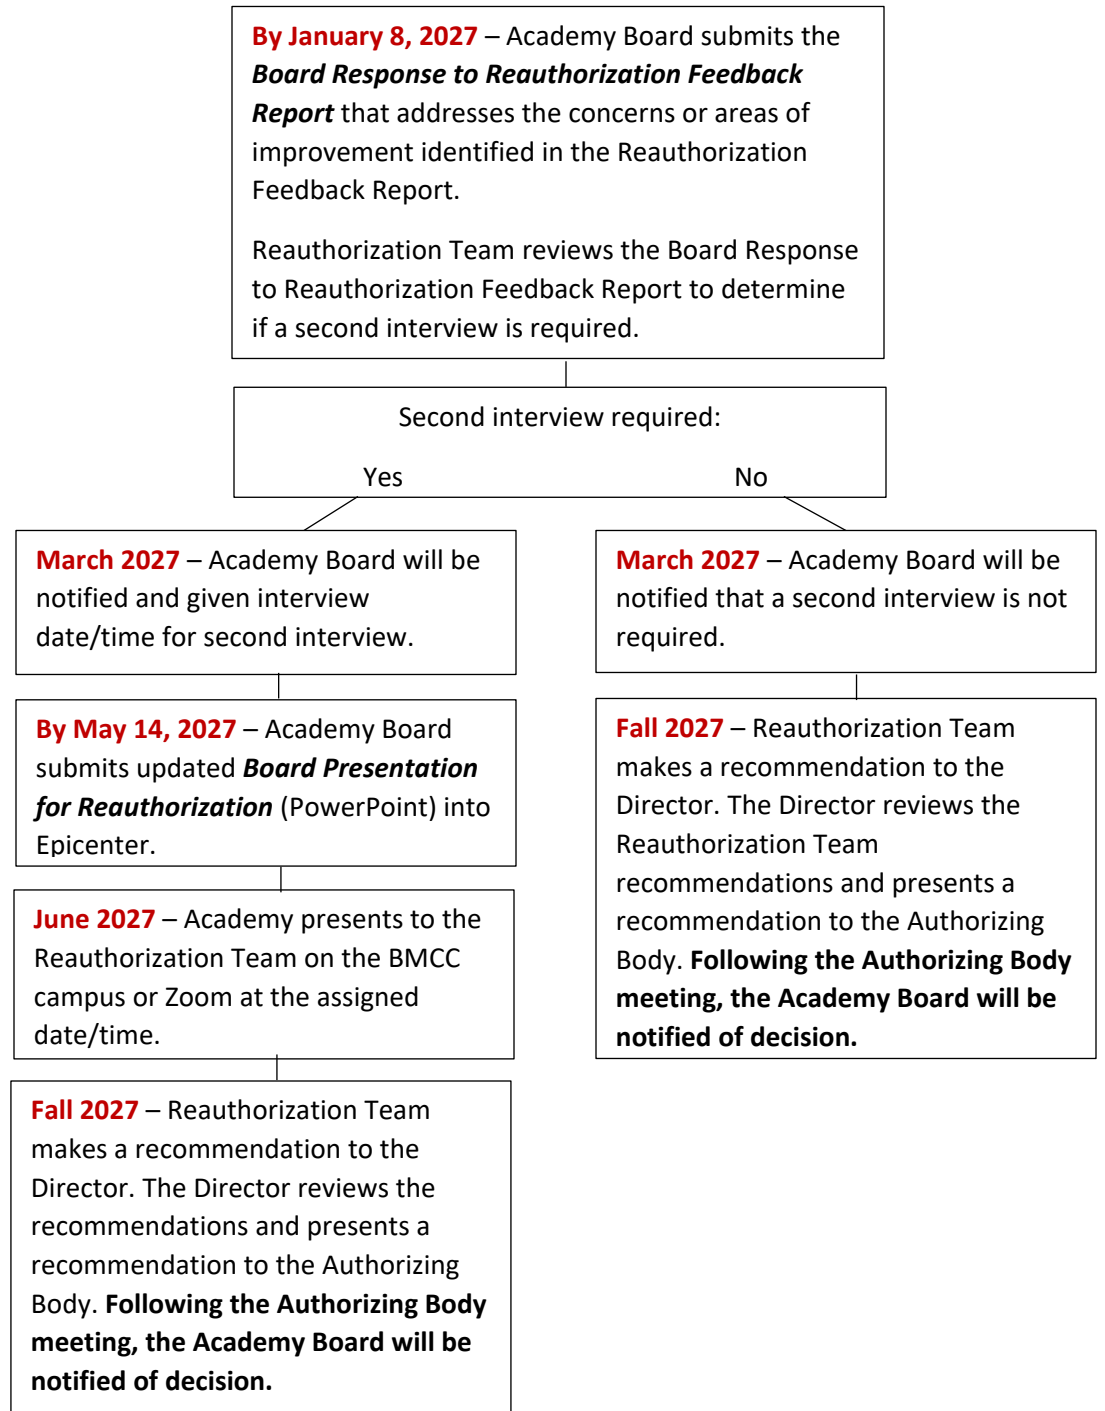 By January 8, 2027 – Academy Board submits the
Board Response to Reauthorization Feedback
Report that addresses the concerns or areas of
improvement identified in the Reauthorization
Feedback Report.
Reauthorization Team reviews the Board Response
to Reauthorization Feedback Report to determine
if a second interview is required.
Second interview required:
Yes No
March 2027 – Academy Board will be
notified and given interview
date/time for second interview.
By May 14, 2027 – Academy Board
submits updated Board Presentation
for Reauthorization (PowerPoint) into
Epicenter.
June 2027 – Academy presents to the
Reauthorization Team on the BMCC
campus or Zoom at the assigned
date/time.
Fall 2027 – Reauthorization Team
makes a recommendation to the
Director. The Director reviews the
recommendations and presents a
recommendation to the Authorizing
Body. Following the Authorizing Body
meeting, the Academy Board will be
notified of decision.
March 2027 – Academy Board will be
notified that a second interview is not
required.
Fall 2027 – Reauthorization Team
makes a recommendation to the
Director. The Director reviews the
Reauthorization Team
recommendations and presents a
recommendation to the Authorizing
Body. Following the Authorizing Body
meeting, the Academy Board will be
notified of decision.